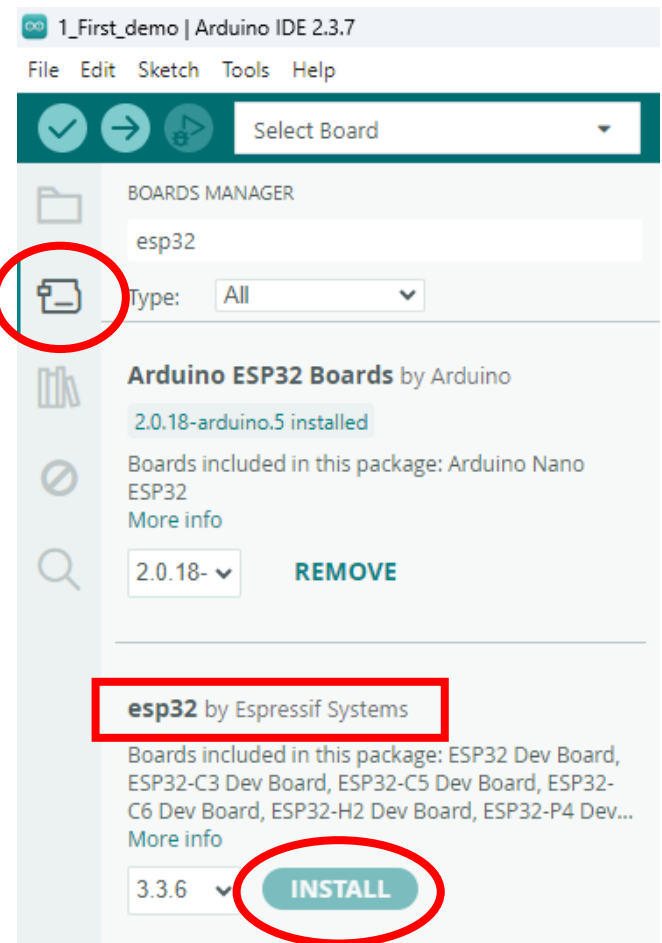 1_First_demo | Arduino IDE 2.3.7
File Edit Sketch Tools Help
Select Board
BOARDS MANAGER
esp32
Type: All
Arduino ESP32 Boards by Arduino
2.0.18-arduino.5 installed
Boards included in this package: Arduino Nano
ESP32
More info
2.0.18- REMOVE
esp32 by Espressif Systems
Boards included in this package: ESP32 Dev Board,
ESP32-C3 Dev Board, ESP32-C5 Dev Board, ESP32-
C6 Dev Board, ESP32-H2 Dev Board, ESP32-P4 Dev...
More info
3.3.6 INSTALL